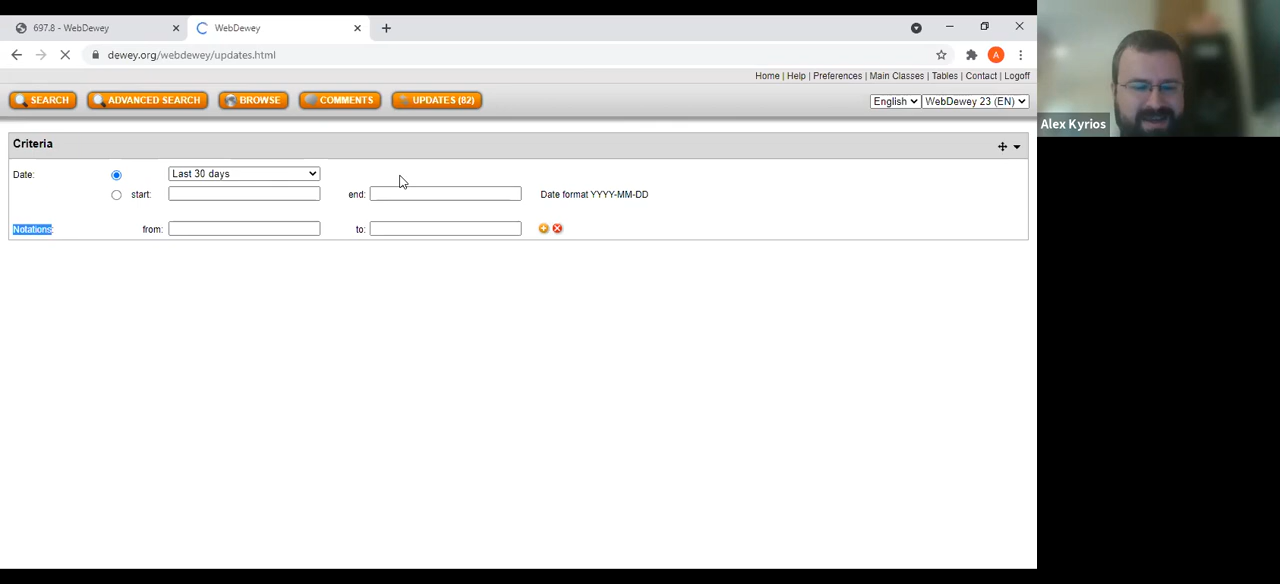 697.8 - WebDewey
WebDewey
dewey.org/webdewey/updates.html
A
Home | Help | Preferences | Main Classes | Tables | Contact | Logoff
SEARCH
ADVANCED SEARCH
BROWSE
COMMENTS
UPDATES (82)
English
WebDewey 23 (EN)
Alex Kyrios
Criteria
Date:
Last 30 days
start:
end:
Date format YYYY-MM-DD
Notations:
from:
to: